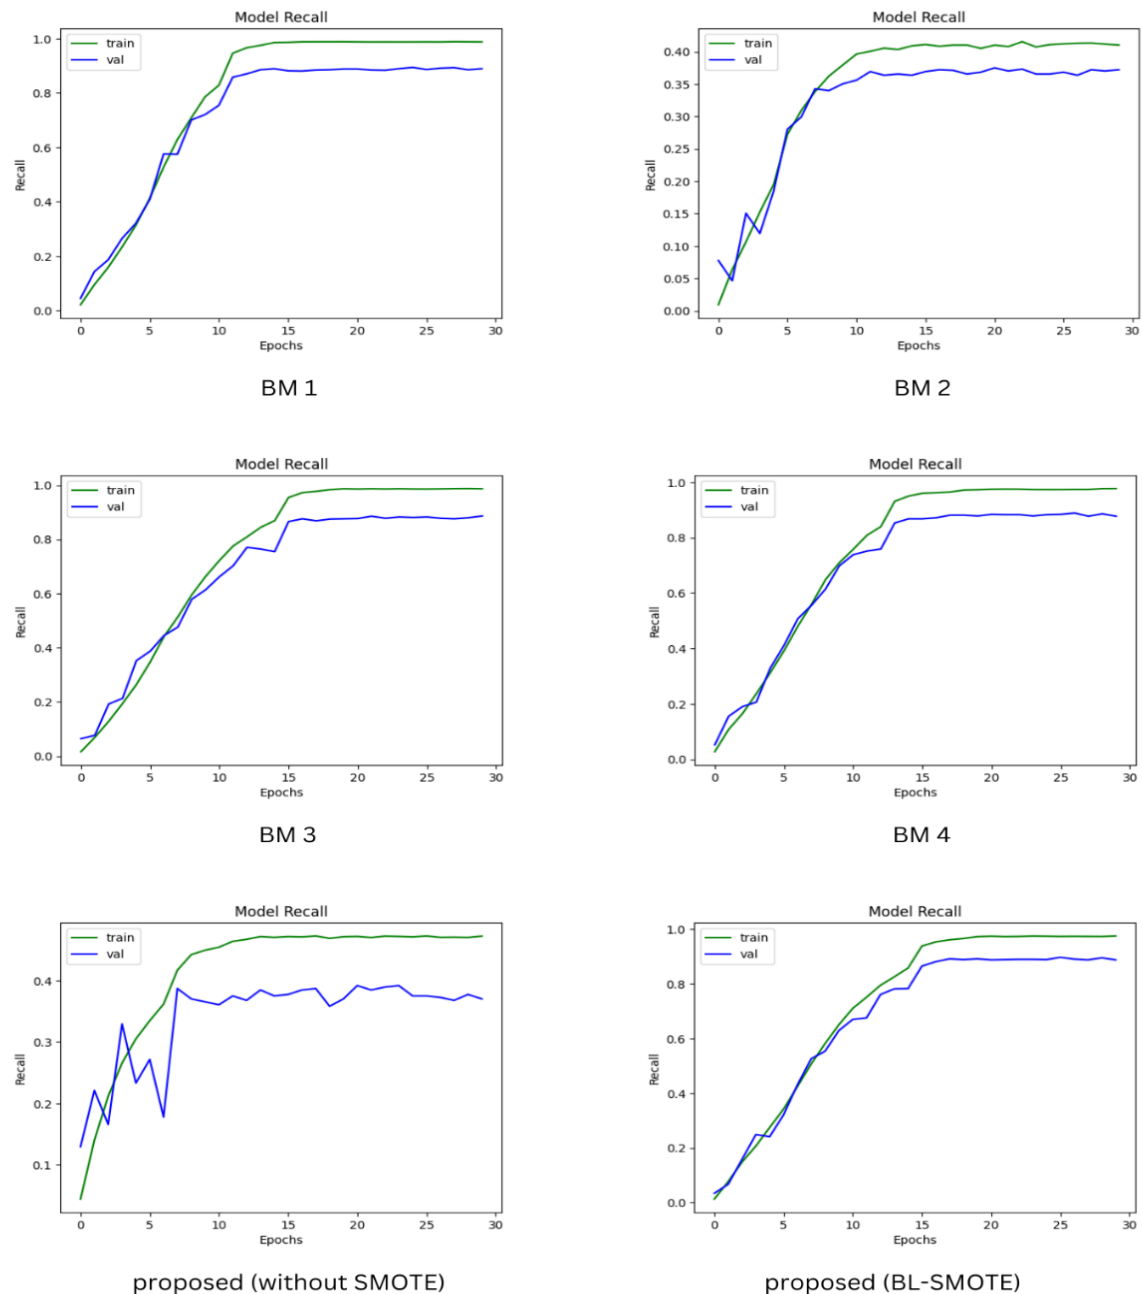 Model Recall
train
val
1.0
0.8
0.6
0.4
0.2
0.0
Recall
0 5 10 15 20 25 30
Epochs
BM 1
Model Recall
train
val
0.40
0.35
0.30
0.25
0.20
0.15
0.10
0.05
0.00
Recall
0 5 10 15 20 25 30
Epochs
BM 2
Model Recall
train
val
1.0
0.8
0.6
0.4
0.2
0.0
Recall
0 5 10 15 20 25 30
Epochs
BM 3
Model Recall
train
val
1.0
0.8
0.6
0.4
0.2
0.0
Recall
0 5 10 15 20 25 30
Epochs
BM 4
Model Recall
train
val
0.4
0.3
0.2
0.1
Recall
0 5 10 15 20 25 30
Epochs
proposed (without SMOTE)
Model Recall
train
val
1.0
0.8
0.6
0.4
0.2
0.0
Recall
0 5 10 15 20 25 30
Epochs
proposed (BL-SMOTE)